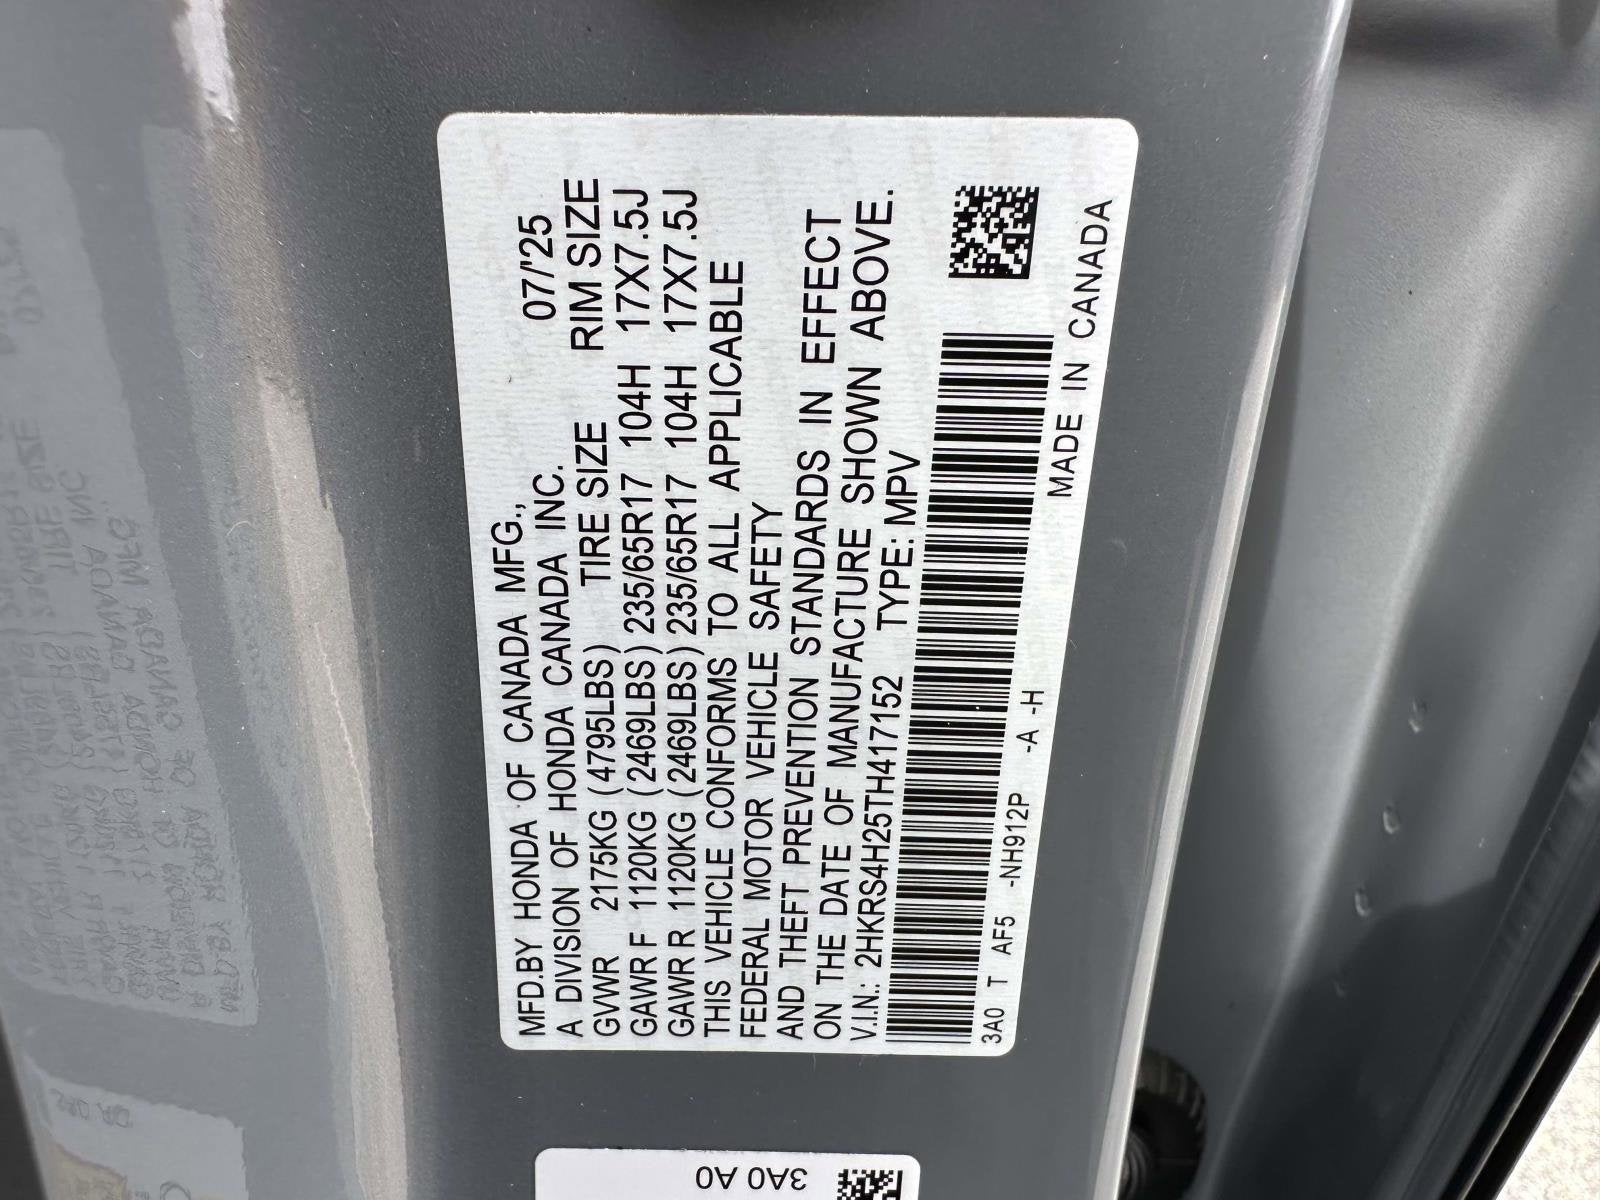 MFD.BY HONDA OF CANADA MFG., 07/'25
A DIVISION OF HONDA CANADA INC.
GVWR 2175KG (4795LBS) TIRE SIZE RIM SIZE
GAWR F 1120KG (2469LBS) 235/65R17 104H 17X7.5J
GAWR R 1120KG (2469LBS) 235/65R17 104H 17X7.5J
THIS VEHICLE CONFORMS TO ALL APPLICABLE
FEDERAL MOTOR VEHICLE SAFETY
AND THEFT PREVENTION STANDARDS IN EFFECT
ON THE DATE OF MANUFACTURE SHOWN ABOVE.
V.I.N.: 2HKRS4H25TH417152 TYPE: MPV
3A0 T AF5 -NH912P -A -H
MADE IN CANADA
3A0 A0